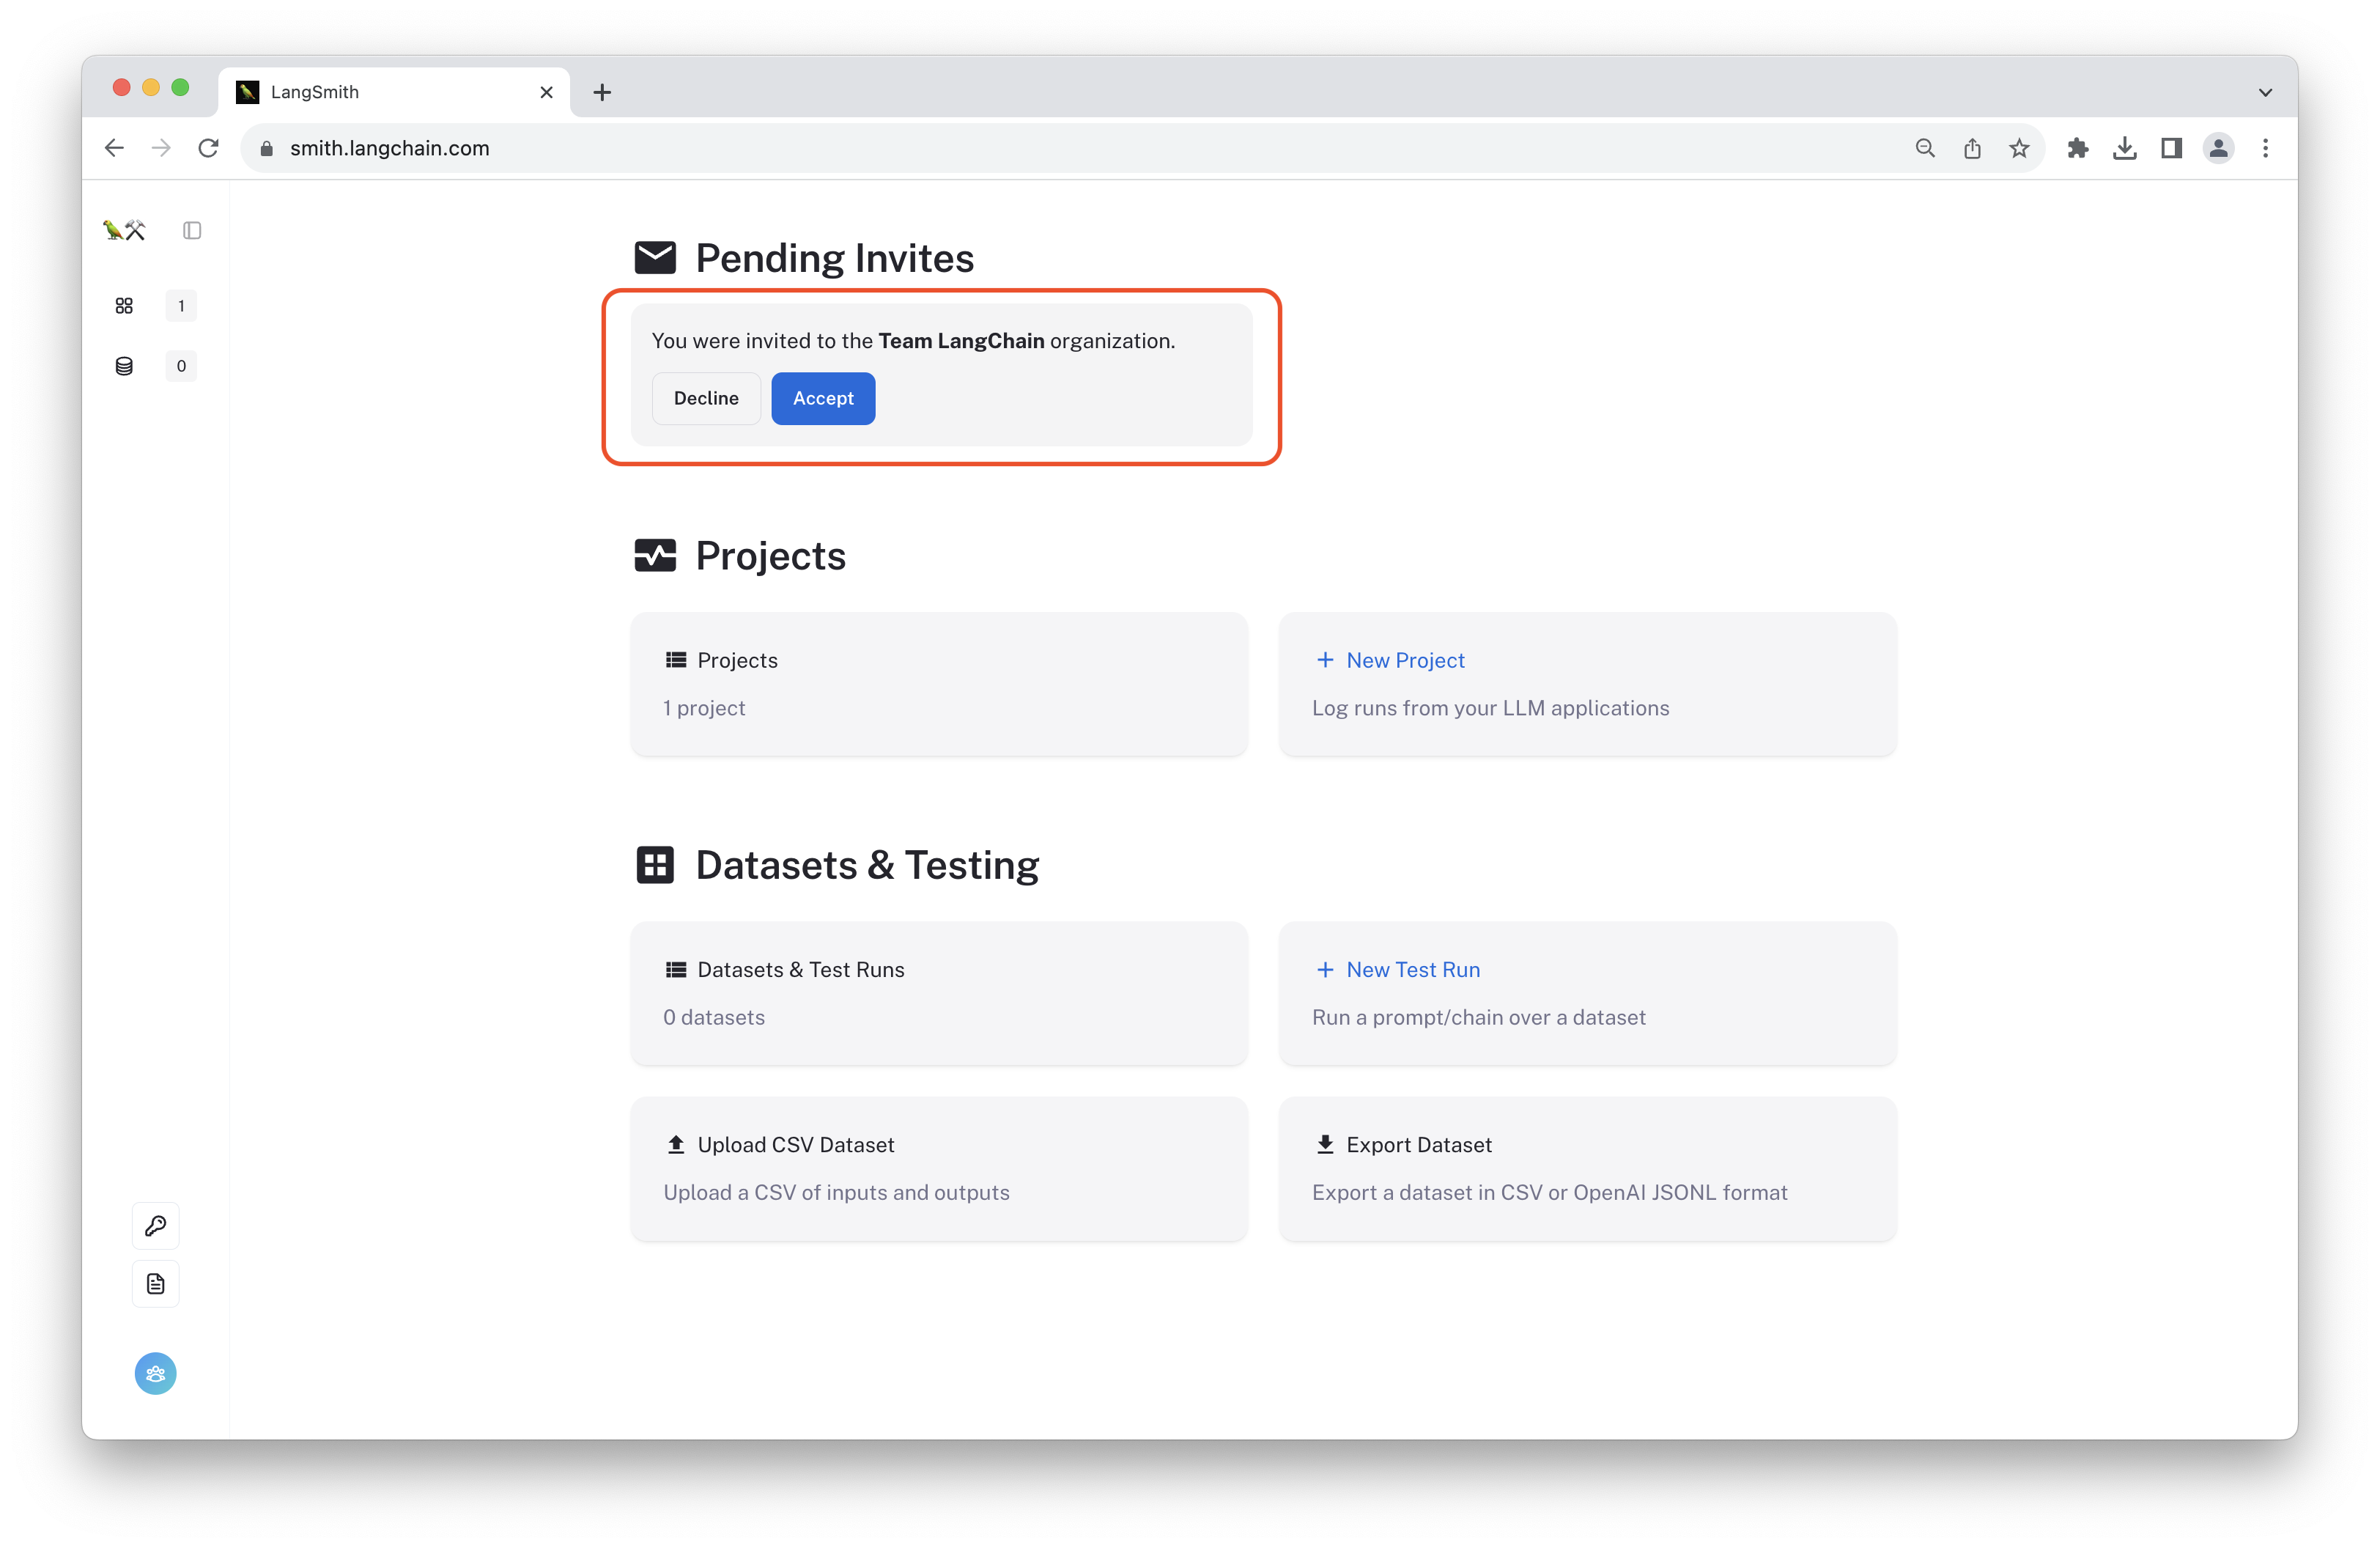 LangSmith
smith.langchain.com
Pending Invites
1
You were invited to the Team LangChain organization.
0
Decline Accept
Projects
Projects
1 project
New Project
Log runs from your LLM applications
Datasets & Testing
Datasets & Test Runs
0 datasets
New Test Run
Run a prompt/chain over a dataset
Upload CSV Dataset
Upload a CSV of inputs and outputs
Export Dataset
Export a dataset in CSV or OpenAI JSONL format